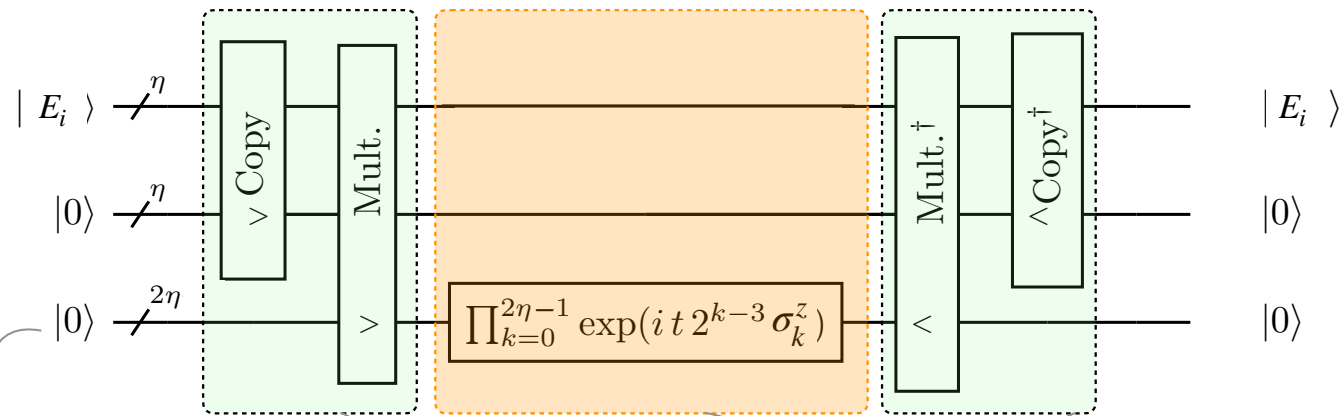 | E_i ⟩ η > Copy Mult. > Mult.† < ^ Copy† | E_i ⟩
|0⟩ η |0⟩
|0⟩ 2η ∏_{k=0}^{2η−1} exp(i t 2^{k−3} σ_k^z) |0⟩